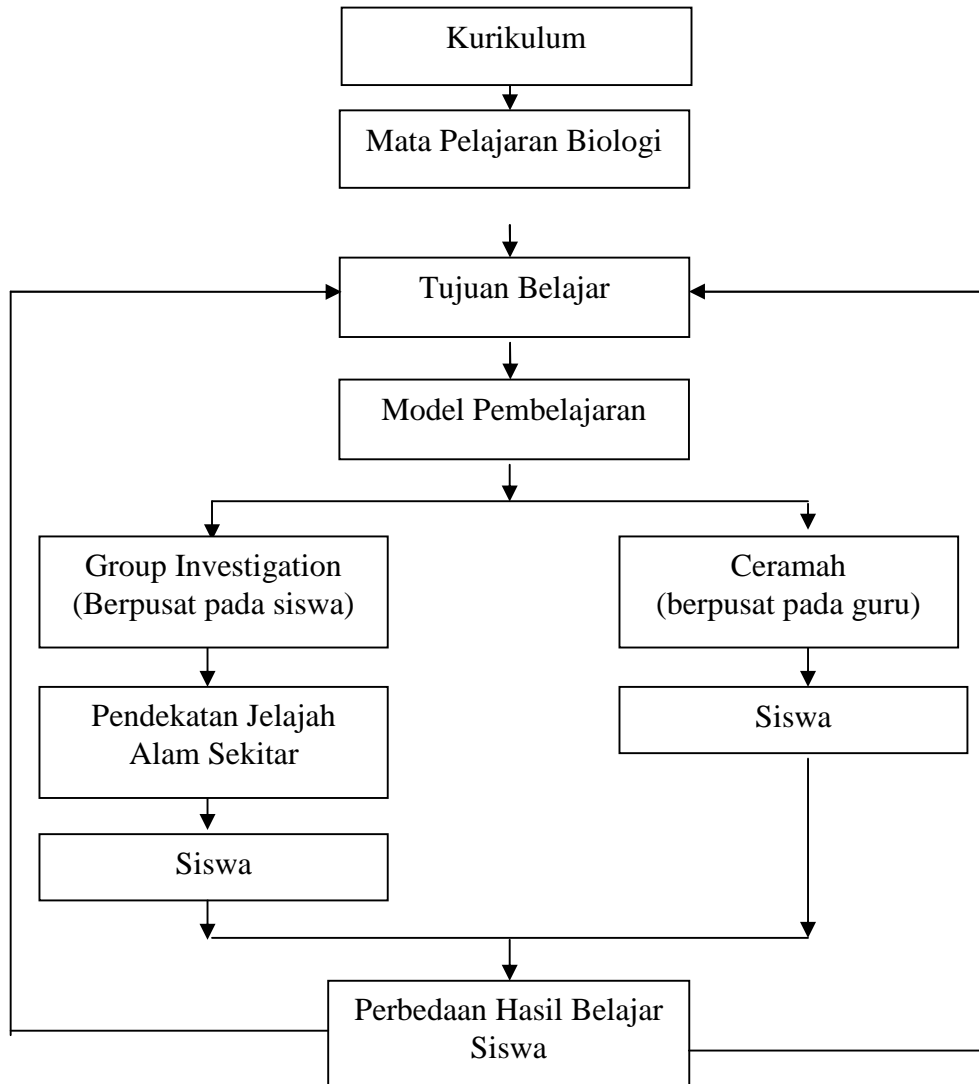 Kurikulum
Mata Pelajaran Biologi
Tujuan Belajar
Model Pembelajaran
Group Investigation
(Berpusat pada siswa)
Ceramah
(berpusat pada guru)
Pendekatan Jelajah
Alam Sekitar
Siswa
Siswa
Perbedaan Hasil Belajar
Siswa